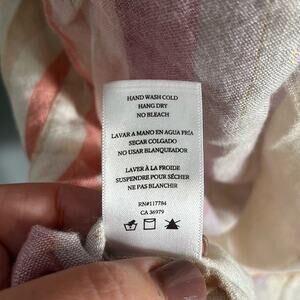 HAND WASH COLD
HANG DRY
NO BLEACH
LAVAR A MANO EN AGUA FRÍA
SECAR COLGADO
NO USAR BLANQUEADOR
LAVER À LA FROIDE
SUSPENDRE POUR SÉCHER
NE PAS BLANCHIR
RN#117784
CA 36979